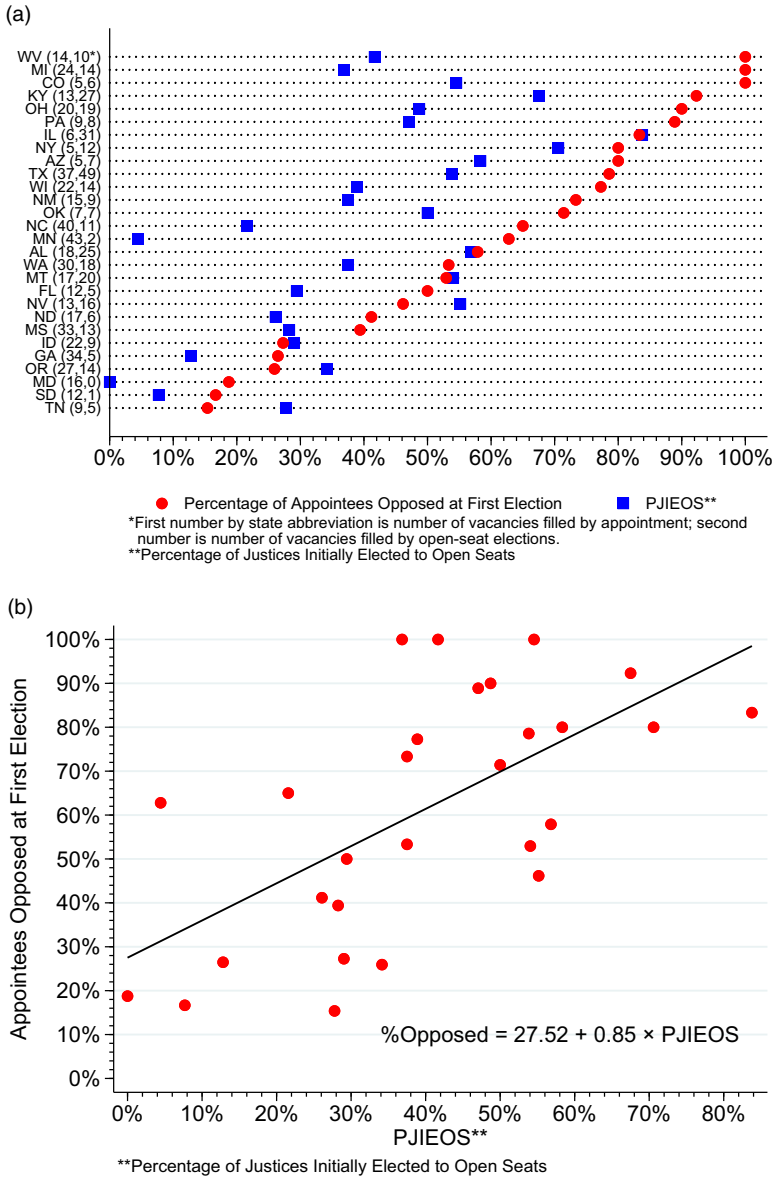 (a)
WV (14,10*)
MI (24,14)
CO (5,6)
KY (13,27)
OH (20,19)
PA (9,8)
IL (6,31)
NY (5,12)
AZ (5,7)
TX (37,49)
WI (22,14)
NM (15,9)
OK (7,7)
NC (40,11)
MN (43,2)
AL (18,25)
WA (30,18)
MT (17,20)
FL (12,5)
NV (13,16)
ND (17,6)
MS (33,13)
ID (22,9)
GA (34,5)
OR (27,14)
MD (16,0)
SD (12,1)
TN (9,5)
0% 10% 20% 30% 40% 50% 60% 70% 80% 90% 100%
Percentage of Appointees Opposed at First Election PJIEOS**
*First number by state abbreviation is number of vacancies filled by appointment; second
number is number of vacancies filled by open-seat elections.
**Percentage of Justices Initially Elected to Open Seats
(b)
Appointees Opposed at First Election
100%
90%
80%
70%
60%
50%
40%
30%
20%
10%
0%
%Opposed = 27.52 + 0.85 × PJIEOS
0% 10% 20% 30% 40% 50% 60% 70% 80%
PJIEOS**
**Percentage of Justices Initially Elected to Open Seats